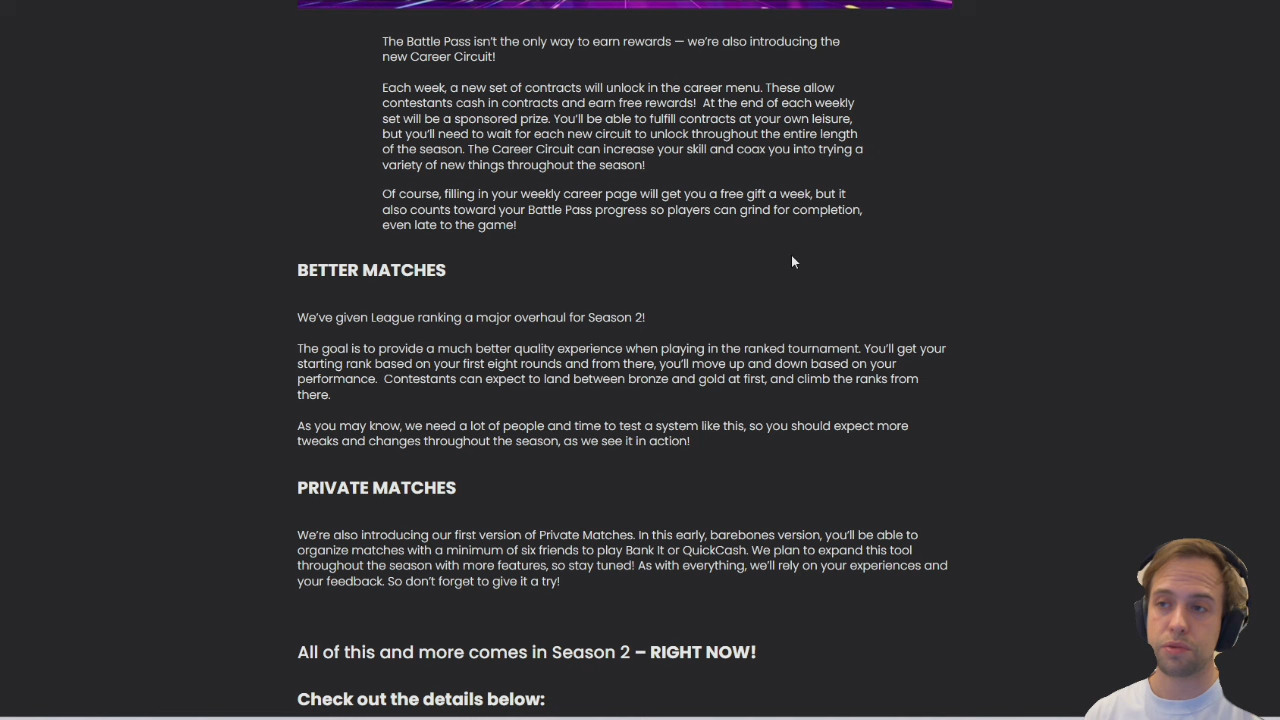 The Battle Pass isn't the only way to earn rewards — we're also introducing the
new Career Circuit!
Each week, a new set of contracts will unlock in the career menu. These allow
contestants cash in contracts and earn free rewards!  At the end of each weekly
set will be a sponsored prize. You'll be able to fulfill contracts at your own leisure,
but you'll need to wait for each new circuit to unlock throughout the entire length
of the season. The Career Circuit can increase your skill and coax you into trying a
variety of new things throughout the season!
Of course, filling in your weekly career page will get you a free gift a week, but it
also counts toward your Battle Pass progress so players can grind for completion,
even late to the game!
BETTER MATCHES
We've given League ranking a major overhaul for Season 2!
The goal is to provide a much better quality experience when playing in the ranked tournament. You'll get your
starting rank based on your first eight rounds and from there, you'll move up and down based on your
performance.  Contestants can expect to land between bronze and gold at first, and climb the ranks from
there.
As you may know, we need a lot of people and time to test a system like this, so you should expect more
tweaks and changes throughout the season, as we see it in action!
PRIVATE MATCHES
We're also introducing our first version of Private Matches. In this early, barebones version, you'll be able to
organize matches with a minimum of six friends to play Bank It or QuickCash. We plan to expand this tool
throughout the season with more features, so stay tuned! As with everything, we'll rely on your experiences and
your feedback. So don't forget to give it a try!
All of this and more comes in Season 2 – RIGHT NOW!
Check out the details below: